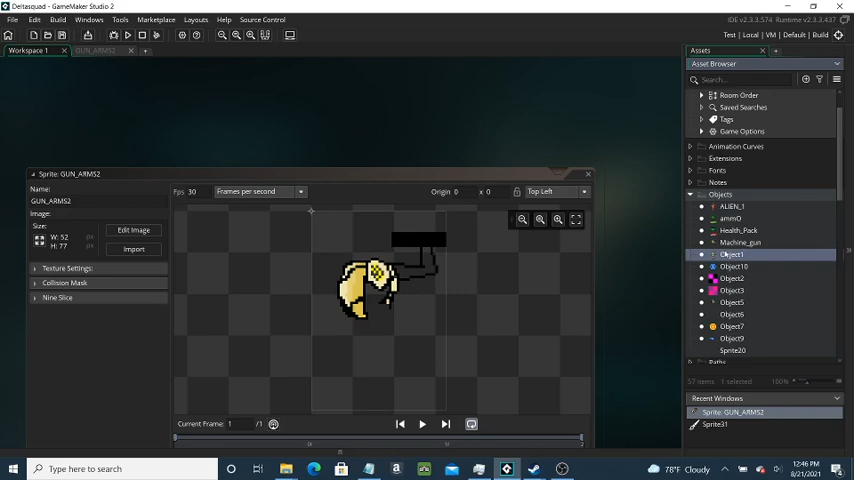 Deltasquad - GameMaker Studio 2
File Edit Build Windows Tools Marketplace Layouts Help Source Control
IDE v2.3.3.574 Runtime v2.3.3.437
Test | Local | VM | Default | Build
Workspace 1
GUN_ARMS2
Assets
Asset Browser
Search...
Room Order
Saved Searches
Tags
Game Options
Animation Curves
Extensions
Fonts
Notes
Objects
ALIEN_1
ammO
Health_Pack
Machine_gun
Object1
Object10
Object2
Object3
Object5
Object6
Object7
Object9
Sprite20
Paths
57 items 1 selected 100%
Recent Windows
Sprite: GUN_ARMS2
Sprite31
Sprite: GUN_ARMS2
Name:
GUN_ARMS2
Image:
Size:
W: 52 px
H: 77 px
Edit Image
Import
Texture Settings:
Collision Mask
Nine Slice
Fps 30 Frames per second
Origin 0 x 0 Top Left
Current Frame: 1 /1
Type here to search
78°F Cloudy
12:46 PM
8/21/2021